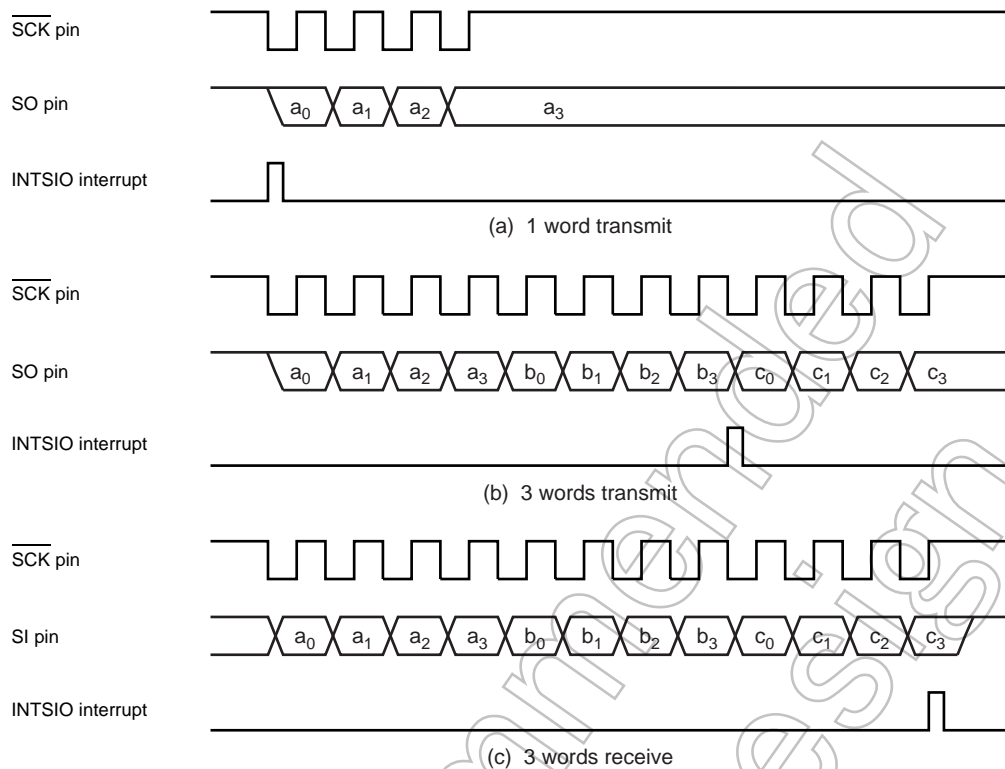 SCK pin
SO pin
a0 a1 a2 a3
INTSIO interrupt
(a) 1 word transmit
SCK pin
SO pin
a0 a1 a2 a3 b0 b1 b2 b3 c0 c1 c2 c3
INTSIO interrupt
(b) 3 words transmit
SCK pin
SI pin
a0 a1 a2 a3 b0 b1 b2 b3 c0 c1 c2 c3
INTSIO interrupt
(c) 3 words receive